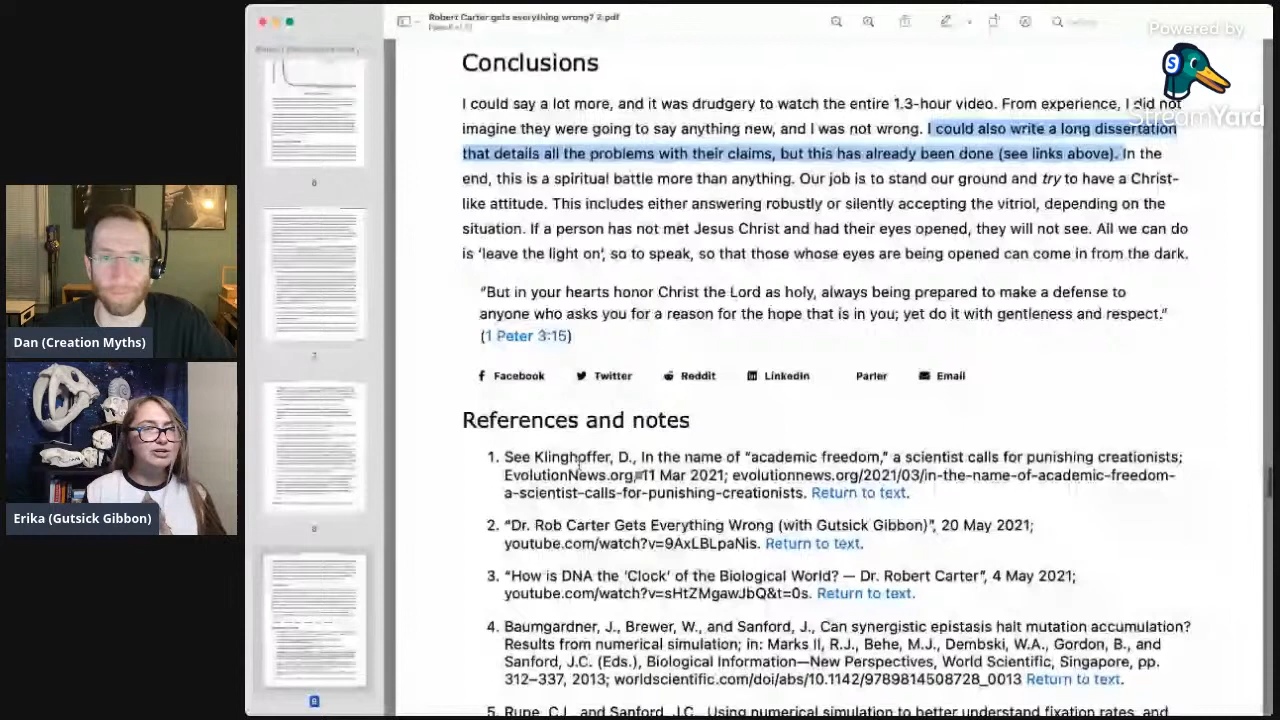 Robert Carter gets everything wrong? 2.pdf
Powered by
StreamYard
Conclusions
I could say a lot more, and it was drudgery to watch the entire 1.3-hour video. From experience, I did not
imagine they were going to say anything new, and I was not wrong. I could also write a long dissertation
that details all the problems with their claims, but this has already been done (see links above). In the
end, this is a spiritual battle more than anything. Our job is to stand our ground and try to have a Christ-
like attitude. This includes either answering robustly or silently accepting the vitriol, depending on the
situation. If a person has not met Jesus Christ and had their eyes opened, they will not see. All we can do
is ‘leave the light on’, so to speak, so that those whose eyes are being opened can come in from the dark.
“But in your hearts honor Christ the Lord as holy, always being prepared to make a defense to
anyone who asks you for a reason for the hope that is in you; yet do it with gentleness and respect.”
(1 Peter 3:15)
Facebook Twitter Reddit LinkedIn Parler Email
References and notes
1. See Klinghoffer, D., In the name of “academic freedom,” a scientist calls for punishing creationists;
EvolutionNews.org, 11 Mar 2021; evolutionnews.org/2021/03/in-the-name-of-academic-freedom-
a-scientist-calls-for-punishing-creationists. Return to text.
2. “Dr. Rob Carter Gets Everything Wrong (with Gutsick Gibbon)”, 20 May 2021;
youtube.com/watch?v=9AxLBLpaNis. Return to text.
3. “How is DNA the ‘Clock’ of the Biological World? — Dr. Robert Carter”, 4 May 2021;
youtube.com/watch?v=sHtZMgawJbQ&t=0s. Return to text.
4. Baumgardner, J., Brewer, W., and Sanford, J., Can synergistic epistasis halt mutation accumulation?
Results from numerical simulation, in: Marks II, R.J., Behe, M.J., Dembski, W.A., Gordon, B., and
Sanford, J.C. (Eds.), Biological Information—New Perspectives, World Scientific, Singapore, pp.
312–337, 2013; worldscientific.com/doi/abs/10.1142/9789814508728_0013 Return to text.
5. Rupe, C.L., and Sanford, J.C., Using numerical simulation to better understand fixation rates, and
Dan (Creation Myths)
Erika (Gutsick Gibbon)
6
7
8
9